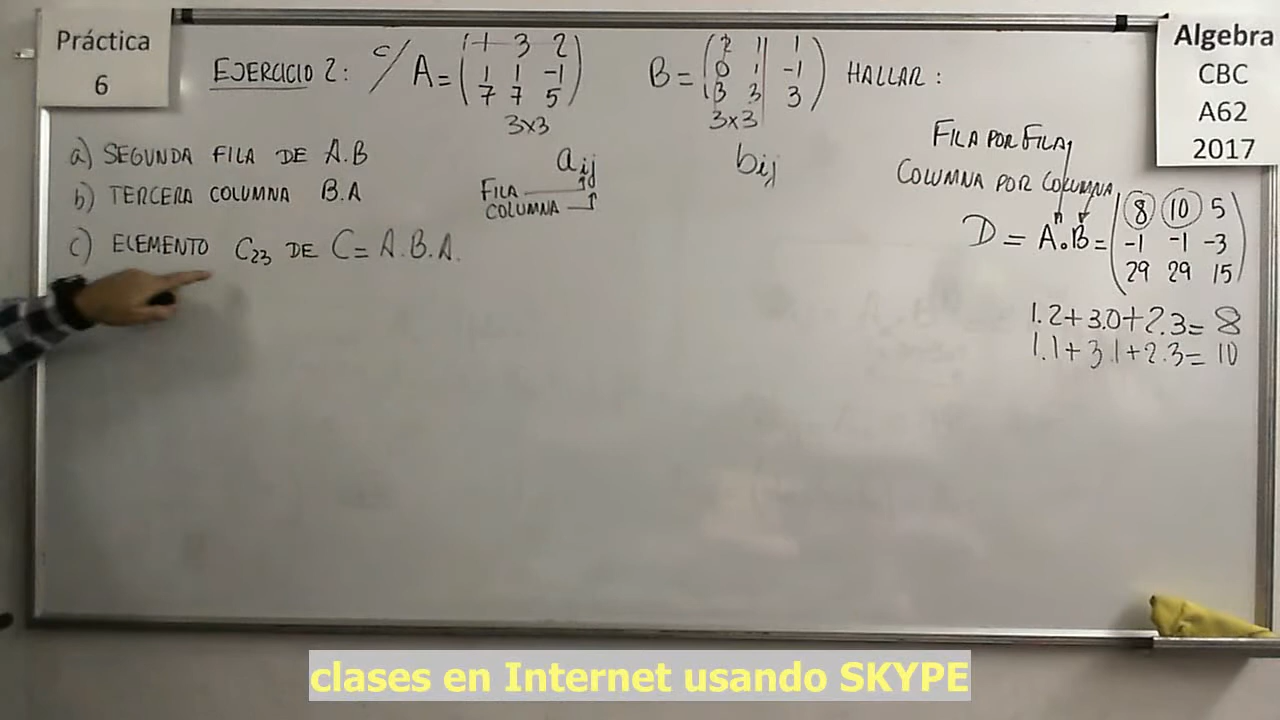 Práctica
6
EJERCICIO 2: c/ A = (1 3 2) B = (2 1 1) HALLAR:
1 1 -1 0 1 -1
7 7 5 3 3 3
3x3 3x3
Algebra
CBC
A62
2017
a) SEGUNDA FILA DE A.B
b) TERCERA COLUMNA B.A
c) ELEMENTO C23 DE C = A.B.A.
aij
FILA
COLUMNA
bij
FILA POR FILA
COLUMNA POR COLUMNA
D = A.B = (8 10 5)
-1 -1 -3
29 29 15
1.2+3.0+2.3= 8
1.1+3.1+2.3= 10
clases en Internet usando SKYPE